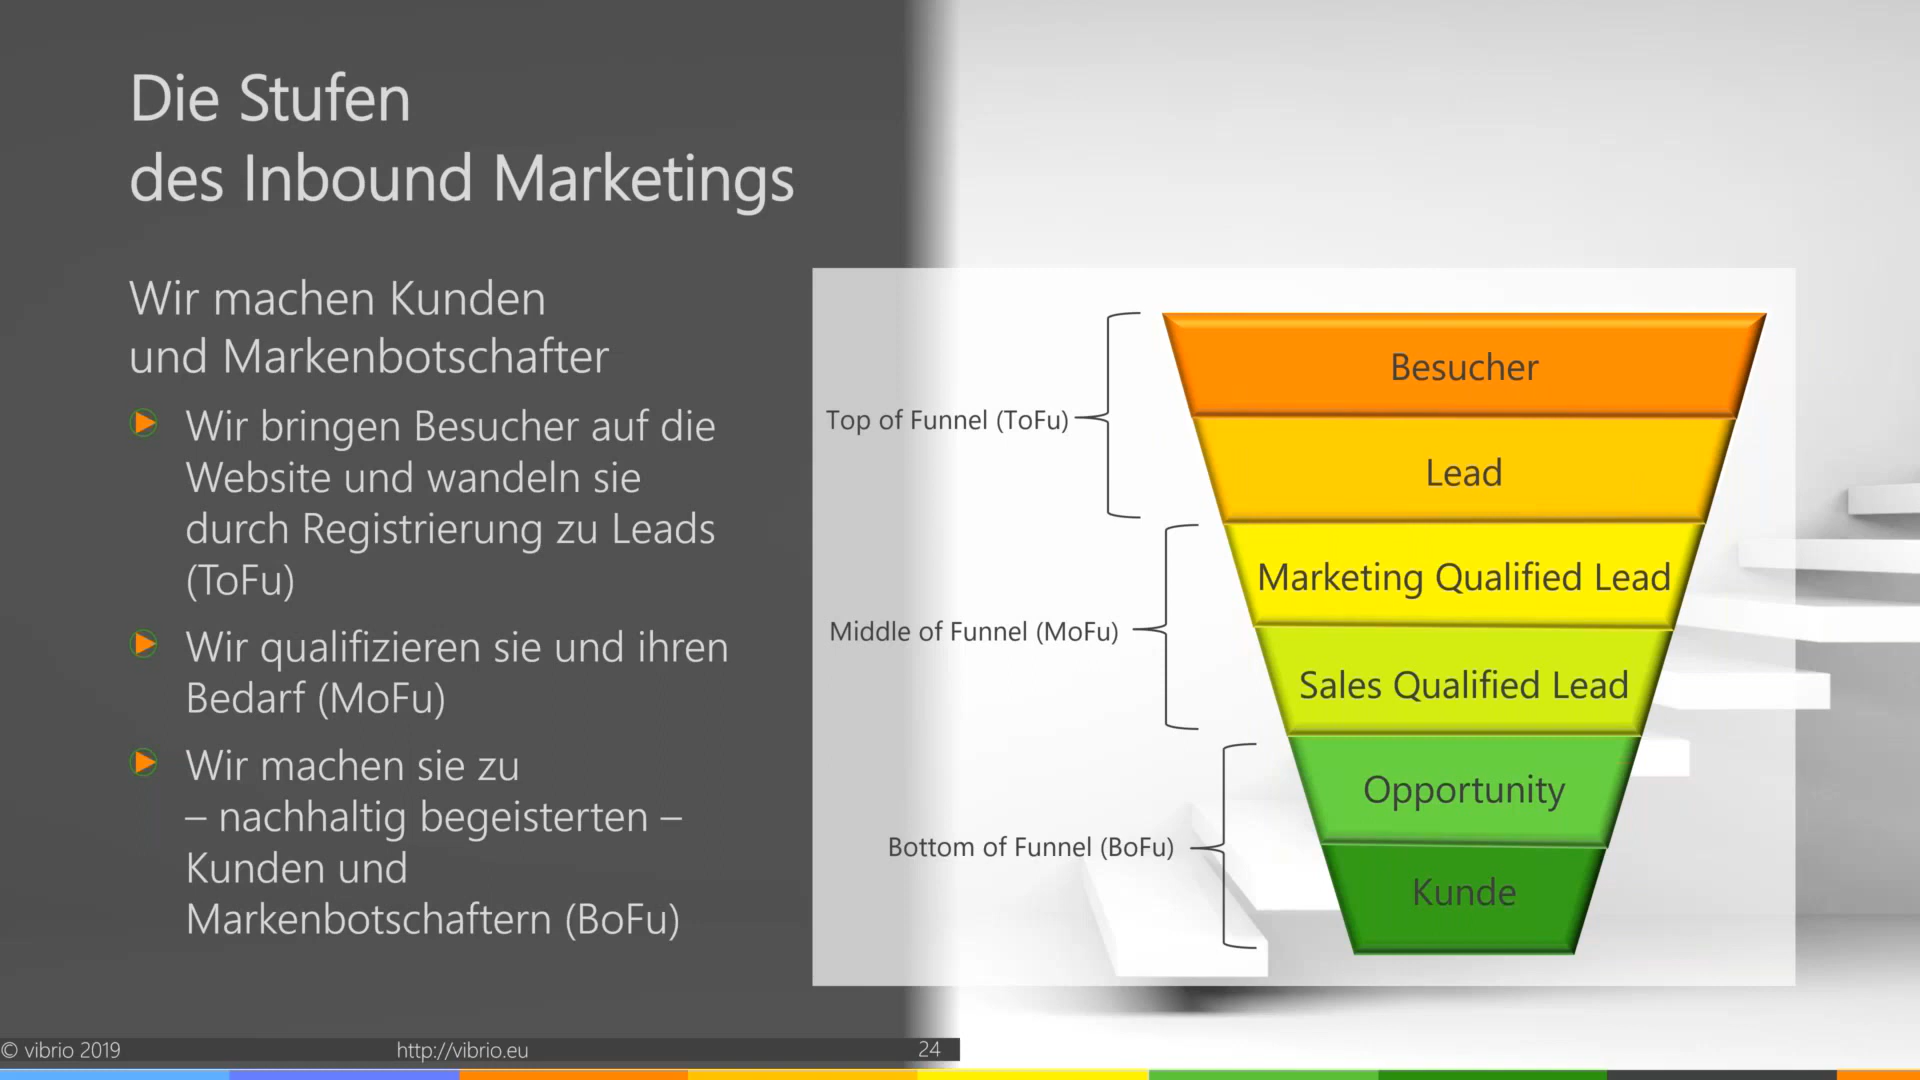 Die Stufen
des Inbound Marketings
Wir machen Kunden
und Markenbotschafter
Wir bringen Besucher auf die
Website und wandeln sie
durch Registrierung zu Leads
(ToFu)
Wir qualifizieren sie und ihren
Bedarf (MoFu)
Wir machen sie zu
– nachhaltig begeisterten –
Kunden und
Markenbotschaftern (BoFu)
Top of Funnel (ToFu)
Middle of Funnel (MoFu)
Bottom of Funnel (BoFu)
Besucher
Lead
Marketing Qualified Lead
Sales Qualified Lead
Opportunity
Kunde
© vibrio 2019
http://vibrio.eu
24